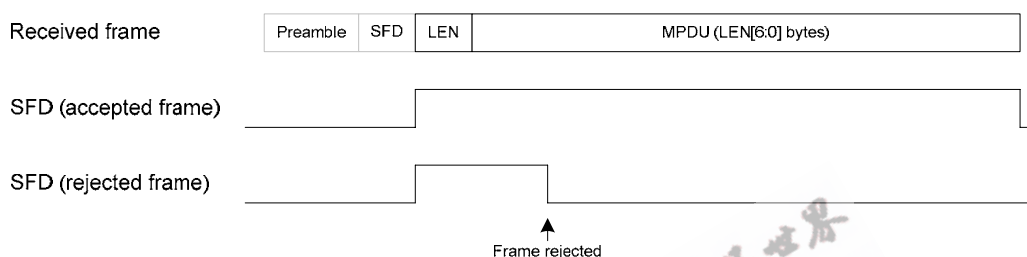 Received frame
Preamble SFD LEN MPDU (LEN[6:0] bytes)
SFD (accepted frame)
SFD (rejected frame)
Frame rejected